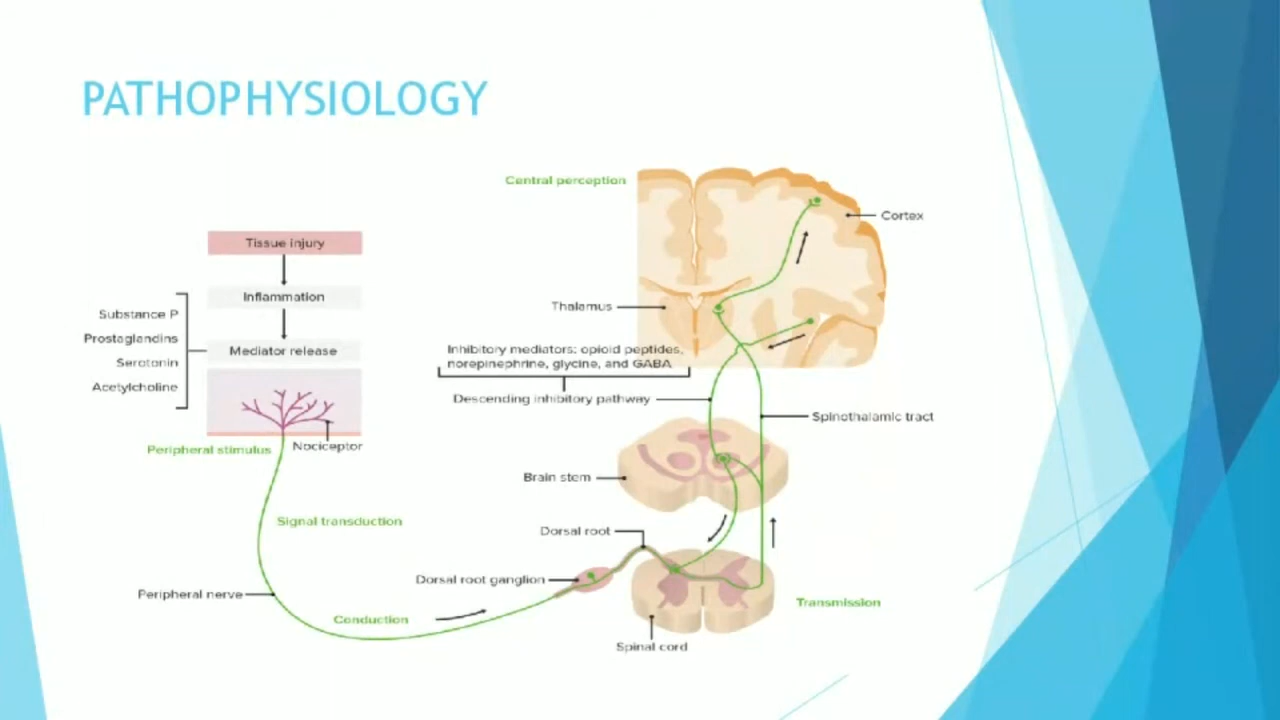 PATHOPHYSIOLOGY
Central perception
Cortex
Tissue injury
Inflammation
Substance P
Prostaglandins
Serotonin
Acetylcholine
Mediator release
Thalamus
Inhibitory mediators: opioid peptides,
norepinephrine, glycine, and GABA
Descending inhibitory pathway
Spinothalamic tract
Nociceptor
Peripheral stimulus
Brain stem
Signal transduction
Dorsal root
Dorsal root ganglion
Peripheral nerve
Conduction
Transmission
Spinal cord